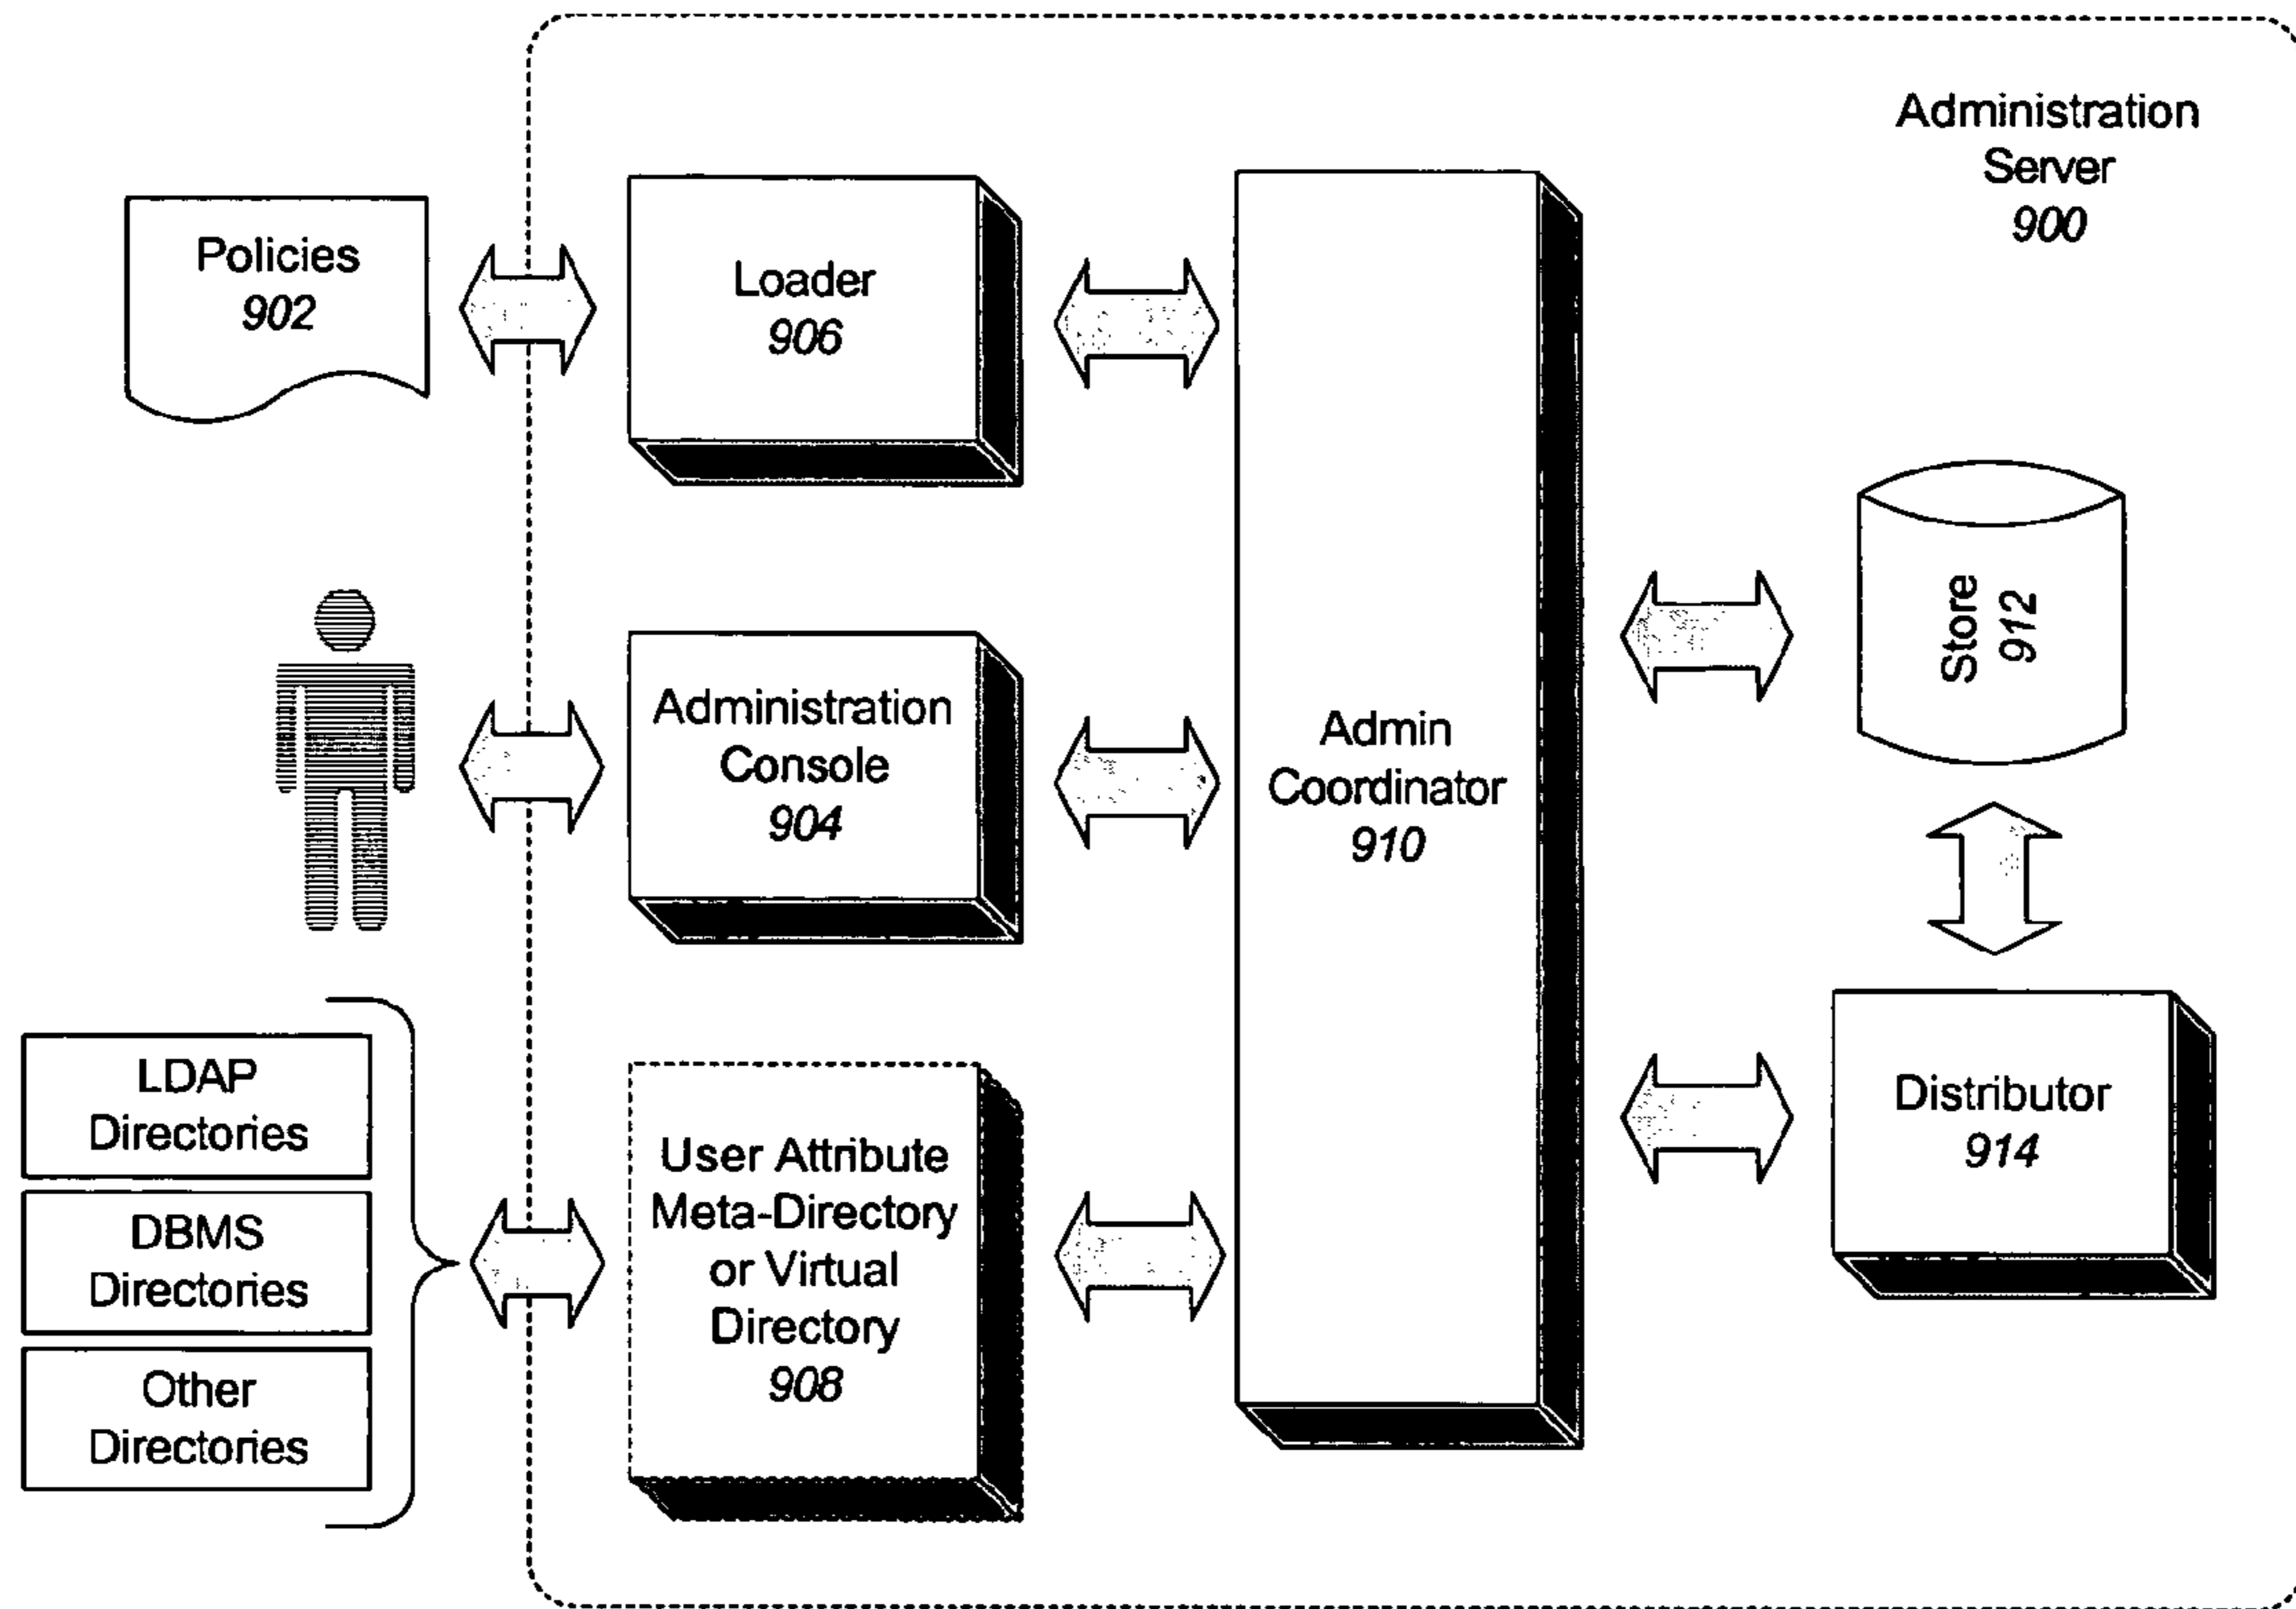 Administration
Server
900
Policies
902
Loader
906
Administration
Console
904
Admin
Coordinator
910
Store
912
LDAP
Directories
DBMS
Directories
Other
Directories
User Attribute
Meta-Directory
or Virtual
Directory
908
Distributor
914